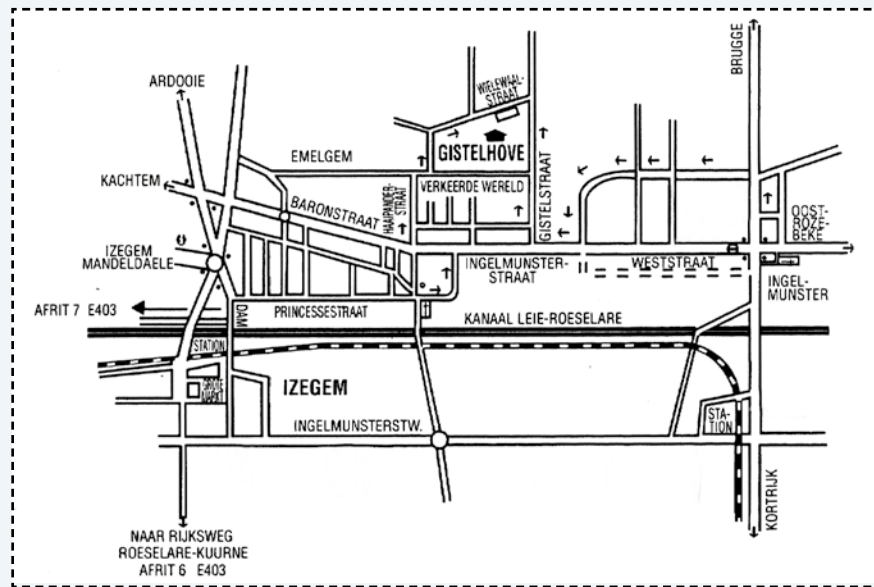 BRUGGE
ARDOOIE
WIELEWAAL-
STRAAT
EMELGEM
GISTELHOVE
KACHTEM
VERKEERDE WERELD
BARONSTRAAT
HAAIPANDER-
STRAAT
GISTELSTRAAT
OOST-
ROZE-
BEKE
IZEGEM
MANDELDAELE
INGELMUNSTER-
STRAAT
WESTSTRAAT
INGEL-
MUNSTER
AFRIT 7 E403
DAM
PRINCESSESTRAAT
KANAAL LEIE-ROESELARE
STATION
GROTE
MARKT
IZEGEM
STA-
TION
INGELMUNSTERSTW.
KORTRIJK
NAAR RIJKSWEG
ROESELARE-KUURNE
AFRIT 6 E403